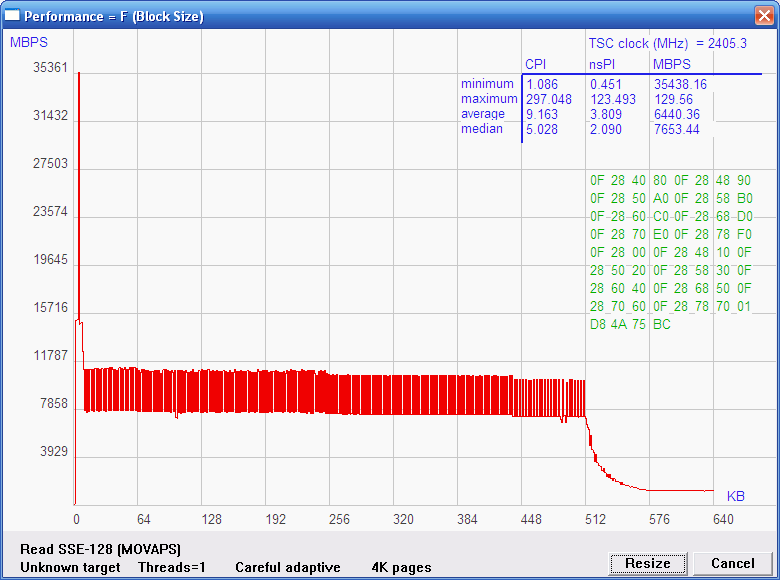 Performance = F (Block Size)
MBPS
TSC clock (MHz) = 2405.3
CPI nsPI MBPS
minimum 1.086 0.451 35438.16
maximum 297.048 123.493 129.56
average 9.163 3.809 6440.36
median 5.028 2.090 7653.44
35361
31432
27503
23574
19645
15716
11787
7858
3929
0F 28 40 80 0F 28 48 90
0F 28 50 A0 0F 28 58 B0
0F 28 60 C0 0F 28 68 D0
0F 28 70 E0 0F 28 78 F0
0F 28 00 0F 28 48 10 0F
28 50 20 0F 28 58 30 0F
28 60 40 0F 28 68 50 0F
28 70 60 0F 28 78 70 01
D8 4A 75 BC
KB
0 64 128 192 256 320 384 448 512 576 640
Read SSE-128 (MOVAPS)
Unknown target Threads=1 Careful adaptive 4K pages
Resize Cancel